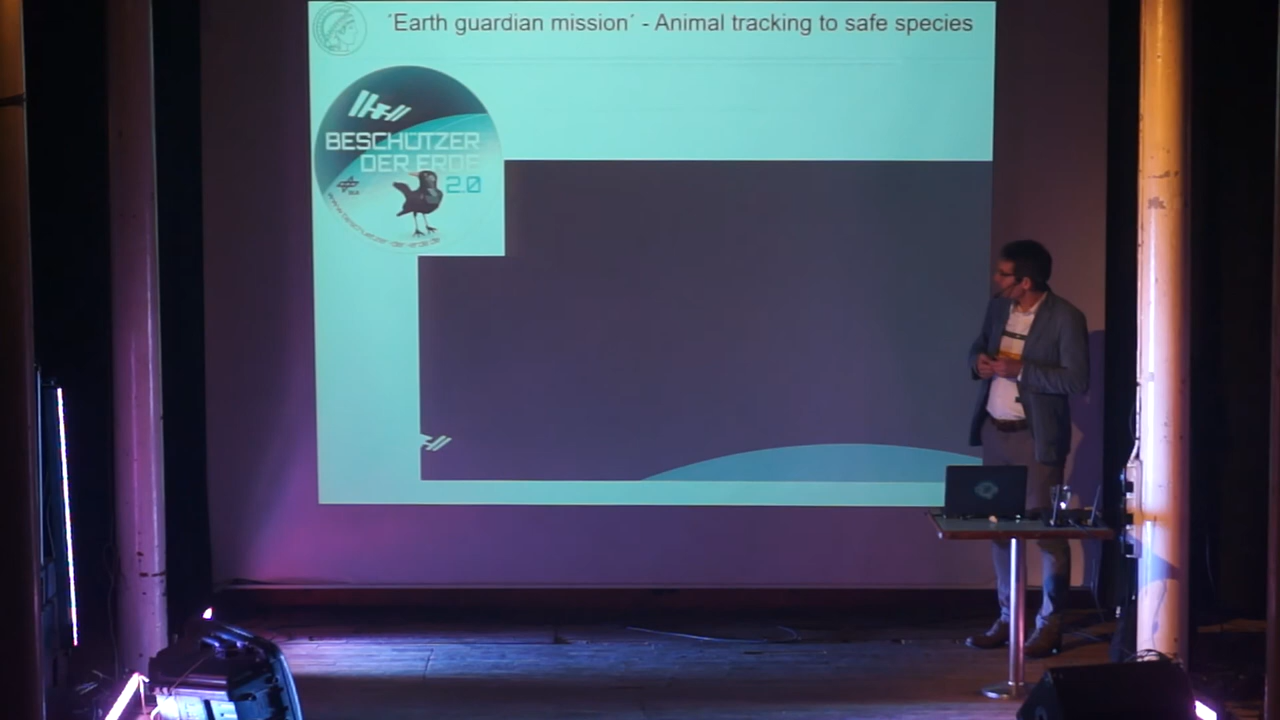 ´Earth guardian mission´ - Animal tracking to safe species
BESCHÜTZER
DER ERDE
2.0